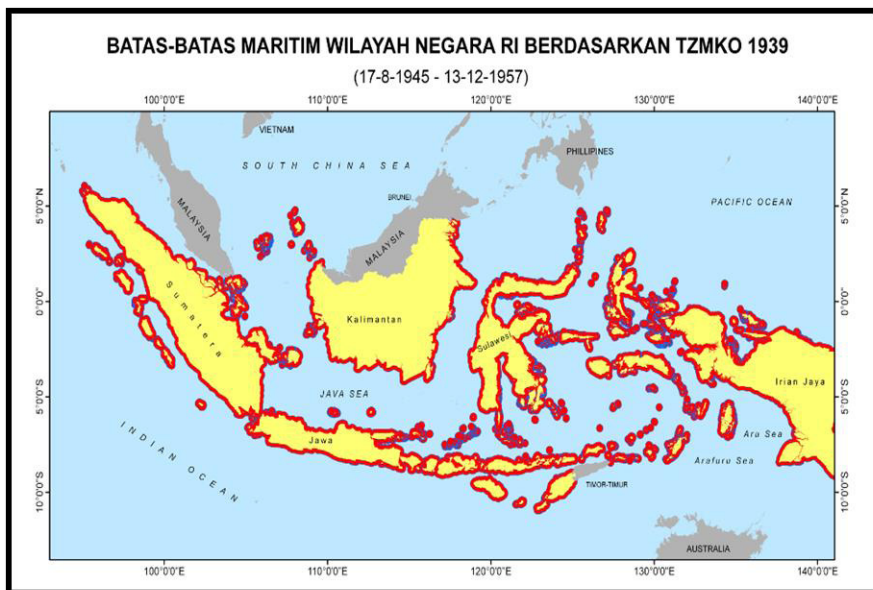 BATAS-BATAS MARITIM WILAYAH NEGARA RI BERDASARKAN TZMKO 1939
(17-8-1945 - 13-12-1957)
100°0'0"E 110°0'0"E 120°0'0"E 130°0'0"E 140°0'0"E
VIETNAM
PHILLIPINES
SOUTH CHINA SEA
BRUNEI
PACIFIC OCEAN
5°0'0"N 5°0'0"N
MALAYSIA
MALAYSIA
0°0'0" 0°0'0"
Sumatera
Kalimantan
Sulawesi
Irian Jaya
5°0'0"S 5°0'0"S
JAVA SEA
Jawa
Ara Sea
Arafuru Sea
INDIAN OCEAN
TIMOR-TIMUR
10°0'0"S 10°0'0"S
AUSTRALIA
100°0'0"E 110°0'0"E 120°0'0"E 130°0'0"E 140°0'0"E